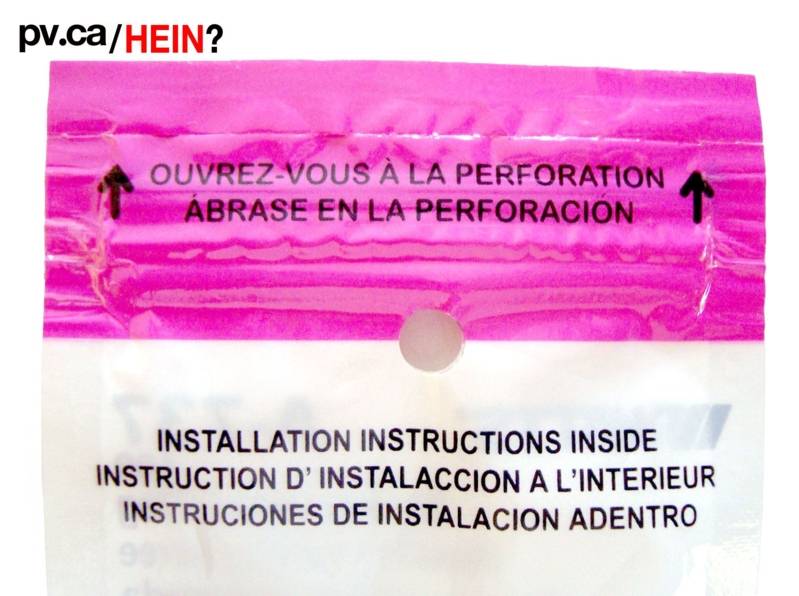 pv.ca/HEIN?
OUVREZ-VOUS À LA PERFORATION
ÁBRASE EN LA PERFORACIÓN
INSTALLATION INSTRUCTIONS INSIDE
INSTRUCTION D' INSTALACCION A L'INTERIEUR
INSTRUCIONES DE INSTALACION ADENTRO